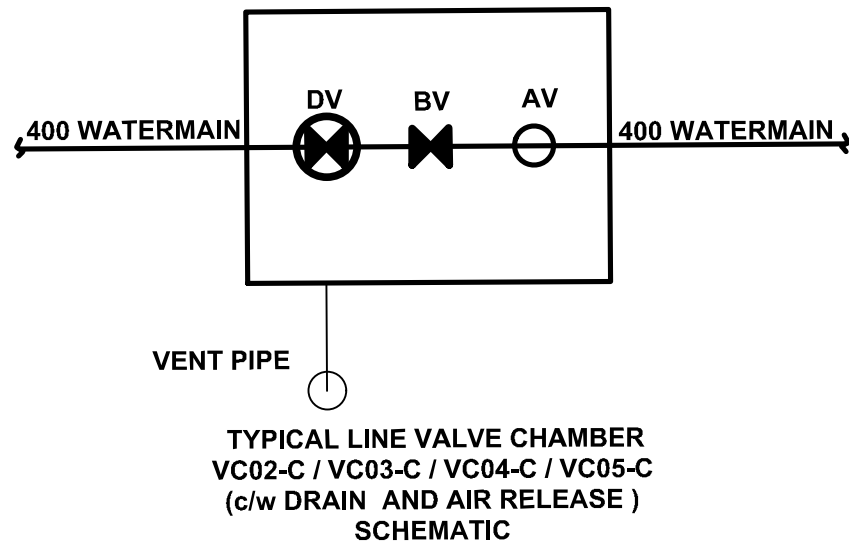 DV BV AV
400 WATERMAIN 400 WATERMAIN
VENT PIPE
TYPICAL LINE VALVE CHAMBER
VC02-C / VC03-C / VC04-C / VC05-C
(c/w DRAIN AND AIR RELEASE )
SCHEMATIC